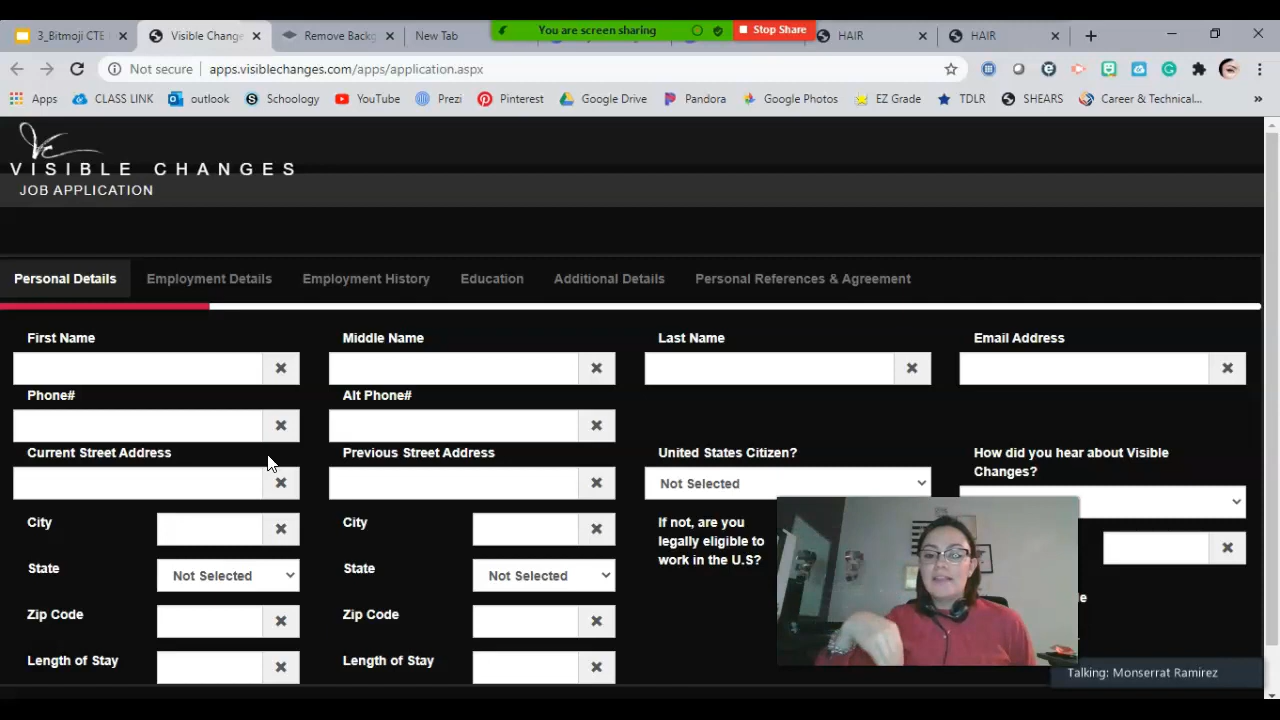 3_Bitmoji CTE
Visible Change
Remove Backg
New Tab
You are screen sharing
Stop Share
HAIR
HAIR
Not secure
apps.visiblechanges.com/apps/application.aspx
Apps
CLASS LINK
outlook
Schoology
YouTube
Prezi
Pinterest
Google Drive
Pandora
Google Photos
EZ Grade
TDLR
SHEARS
Career & Technical...
VISIBLE CHANGES
JOB APPLICATION
Personal Details
Employment Details
Employment History
Education
Additional Details
Personal References & Agreement
First Name
Middle Name
Last Name
Email Address
Phone#
Alt Phone#
Current Street Address
Previous Street Address
United States Citizen?
How did you hear about Visible
Changes?
Not Selected
City
City
If not, are you
legally eligible to
work in the U.S?
State
Not Selected
State
Not Selected
Zip Code
Zip Code
Length of Stay
Length of Stay
Talking: Monserrat Ramirez